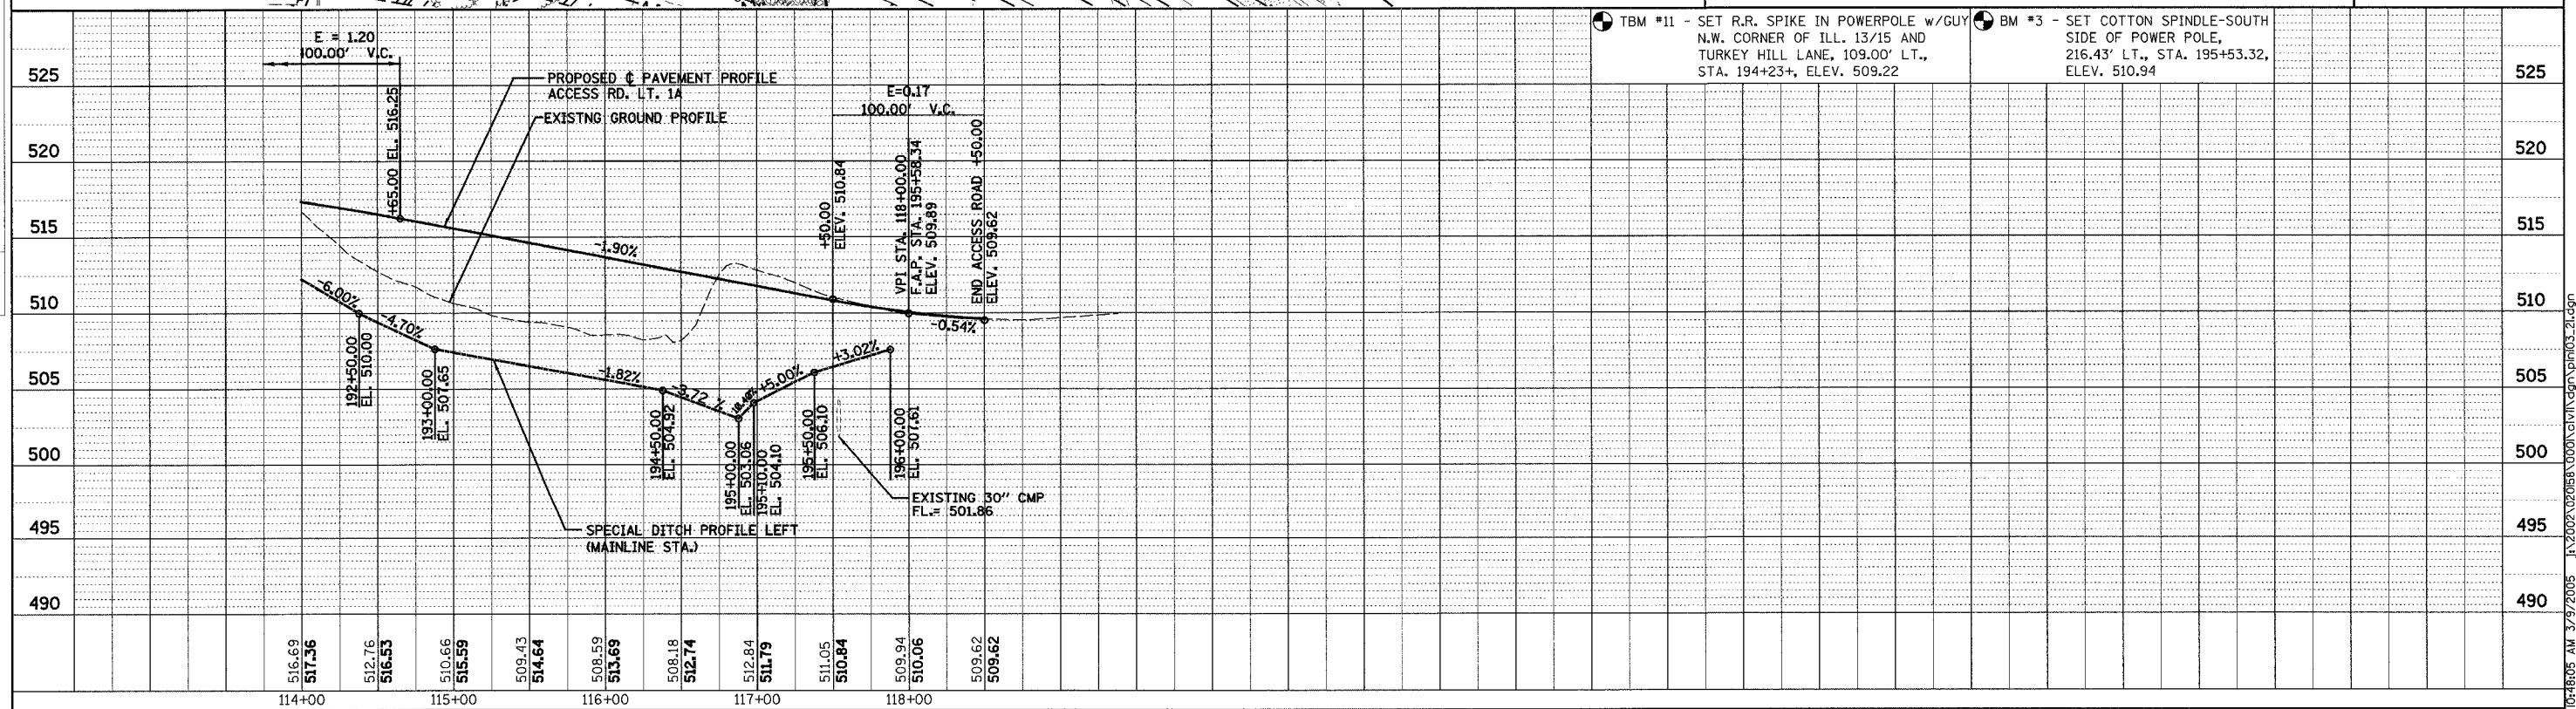 TBM #11 - SET R.R. SPIKE IN POWERPOLE w/GUY
N.W. CORNER OF ILL. 13/15 AND
TURKEY HILL LANE, 109.00' LT.,
STA. 194+23+, ELEV. 509.22
BM #3 - SET COTTON SPINDLE-SOUTH
SIDE OF POWER POLE,
216.43' LT., STA. 195+53.32,
ELEV. 510.94
E = 1.20
100.00' V.C.
+65.00 EL. 516.25
PROPOSED ℄ PAVEMENT PROFILE
ACCESS RD. LT. 1A
EXISTNG GROUND PROFILE
E=0.17
100.00' V.C.
+50.00
ELEV. 510.84
VPI STA. 118+00.00
F.A.P. STA. 195+58.34
ELEV. 509.89
END ACCESS ROAD +50.00
ELEV. 509.62
-1.90%
-0.54%
-6.00%
-4.70%
-1.82%
-3.72 %
+5.00%
+3.02%
192+50.00
EL. 510.00
193+00.00
EL. 507.65
194+50.00
EL. 504.92
195+00.00
EL. 503.06
195+10.00
EL. 504.10
195+50.00
EL. 506.10
196+00.00
EL. 507.61
EXISTING 30" CMP
FL.= 501.86
SPECIAL DITCH PROFILE LEFT
(MAINLINE STA.)
525
520
515
510
505
500
495
490
525
520
515
510
505
500
495
490
516.69
517.36
512.76
516.53
510.66
515.59
509.43
514.64
508.59
513.69
508.18
512.74
512.84
511.79
511.05
510.84
509.94
510.06
509.62
509.62
114+00
115+00
116+00
117+00
118+00
10:48:05 AM 3/9/2005